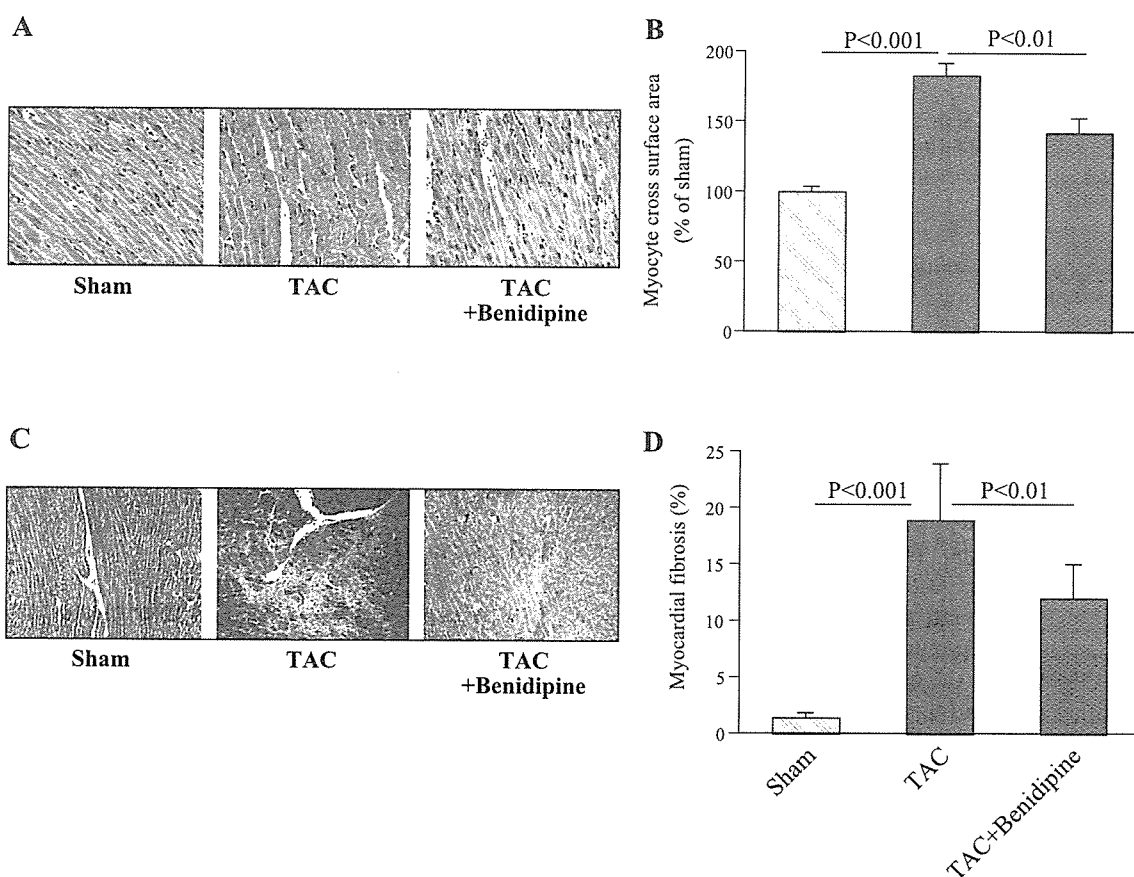 A
Sham
TAC
TAC
+Benidipine
B
Myocyte cross surface area
(% of sham)
200
150
100
50
0
P<0.001
P<0.01
C
Sham
TAC
TAC
+Benidipine
D
Myocardial fibrosis (%)
25
20
15
10
5
0
P<0.001
P<0.01
Sham
TAC
TAC+Benidipine